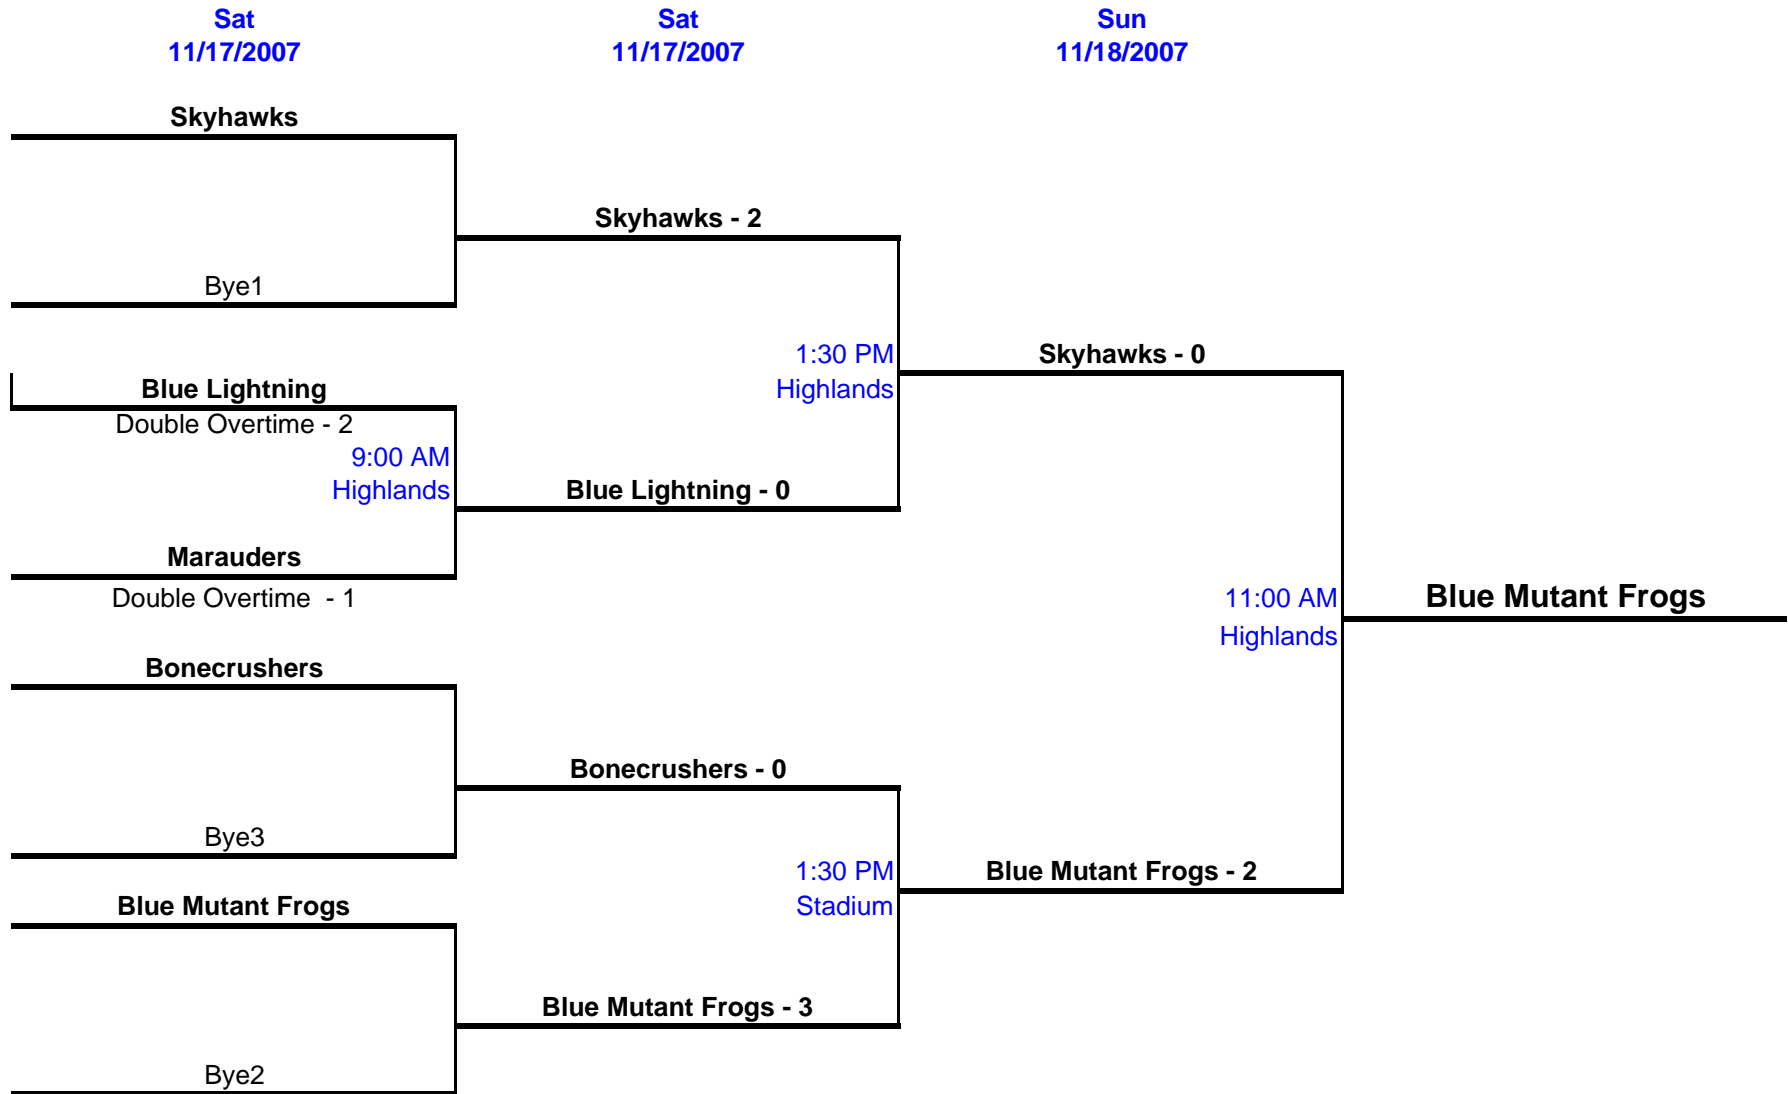 Sat
11/17/2007
Sat
11/17/2007
Sun
11/18/2007
Skyhawks
Skyhawks - 2
Bye1
1:30 PM
Highlands
Skyhawks - 0
Blue Lightning
Double Overtime - 2
9:00 AM
Highlands
Blue Lightning - 0
Marauders
Double Overtime  - 1
11:00 AM
Highlands
Blue Mutant Frogs
Bonecrushers
Bonecrushers - 0
Bye3
1:30 PM
Stadium
Blue Mutant Frogs - 2
Blue Mutant Frogs
Blue Mutant Frogs - 3
Bye2